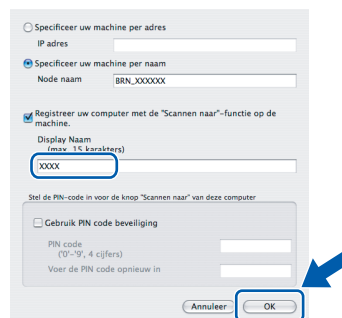 Specificeer uw machine per adres
IP adres
Specificeer uw machine per naam
Node naam
BRN_XXXXXX
Registreer uw computer met de "Scannen naar"-functie op de
machine.
Display Naam
(max. 15 karakters)
XXXX
Stel de PIN-code in voor de knop "Scannen naar" van deze computer
Gebruik PIN code beveiliging
PIN code
('0'-'9', 4 cijfers)
Voer de PIN code opnieuw in
Annuleer
OK